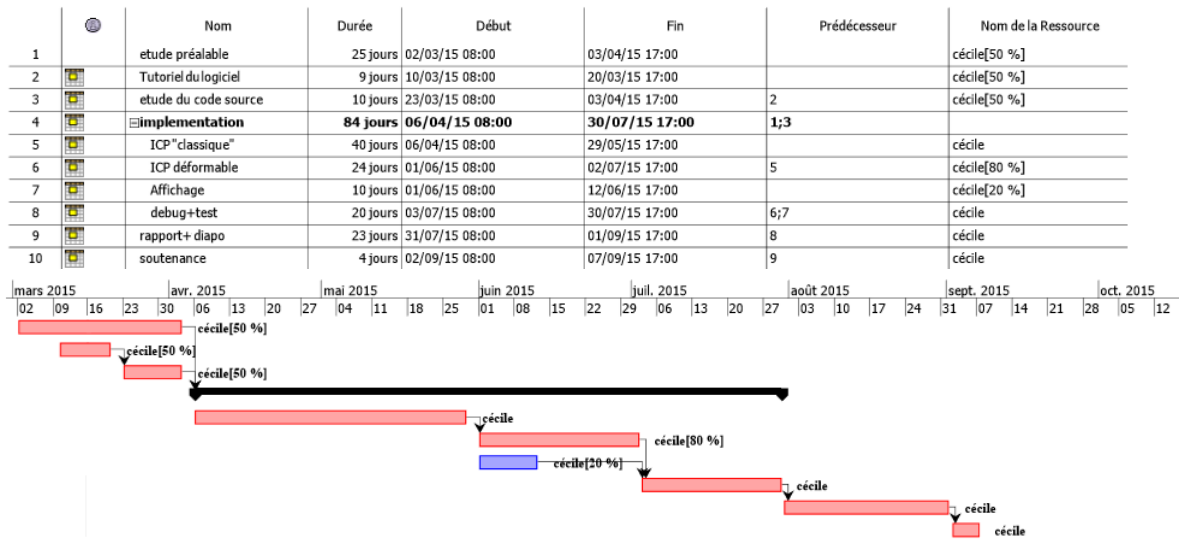 Nom Durée Début Fin Prédécesseur Nom de la Ressource
1 etude préalable 25 jours 02/03/15 08:00 03/04/15 17:00 cécile[50 %]
2 Tutoriel du logiciel 9 jours 10/03/15 08:00 20/03/15 17:00 cécile[50 %]
3 etude du code source 10 jours 23/03/15 08:00 03/04/15 17:00 2 cécile[50 %]
4 implementation 84 jours 06/04/15 08:00 30/07/15 17:00 1;3
5 ICP"classique" 40 jours 06/04/15 08:00 29/05/15 17:00 cécile
6 ICP déformable 24 jours 01/06/15 08:00 02/07/15 17:00 5 cécile[80 %]
7 Affichage 10 jours 01/06/15 08:00 12/06/15 17:00 cécile[20 %]
8 debug+test 20 jours 03/07/15 08:00 30/07/15 17:00 6;7 cécile
9 rapport+ diapo 23 jours 31/07/15 08:00 01/09/15 17:00 8 cécile
10 soutenance 4 jours 02/09/15 08:00 07/09/15 17:00 9 cécile
mars 2015 avr. 2015 mai 2015 juin 2015 juil. 2015 août 2015 sept. 2015 oct. 2015
02 09 16 23 30 06 13 20 27 04 11 18 25 01 08 15 22 29 06 13 20 27 03 10 17 24 31 07 14 21 28 05 12
cécile[50 %]
cécile[50 %]
cécile[50 %]
cécile
cécile[80 %]
cécile[20 %]
cécile
cécile
cécile